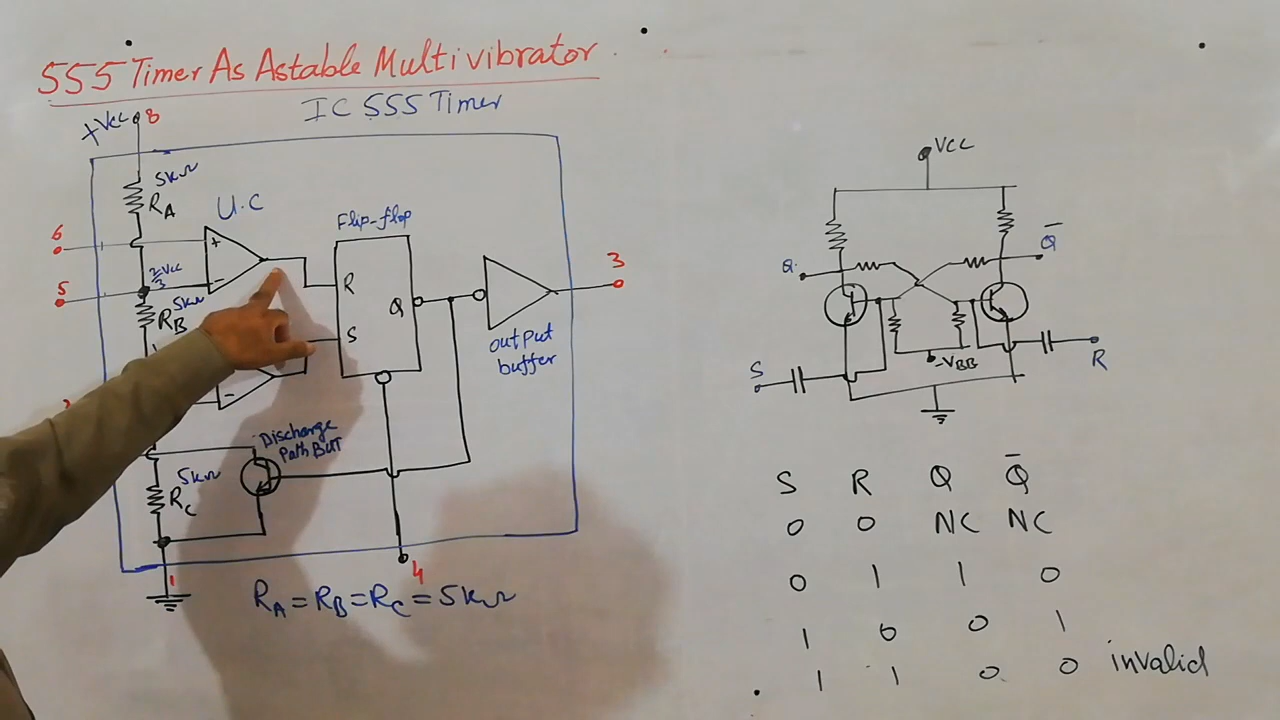 555 Timer As Astable Multivibrator
IC 555 Timer
+Vcc 8
5kΩ
RA
U.C
Flip-flop
6
+
2/3 Vcc
-
5
5kΩ
RB
R
S
Q
3
output
buffer
-
Discharge
Path BJT
5kΩ
RC
1
4
RA = RB = RC = 5kΩ
VCC
Q
Q̅
-VBB
S
R
S R Q Q̅
0 0 NC NC
0 1 1 0
1 0 0 1
1 1 0 0 invalid